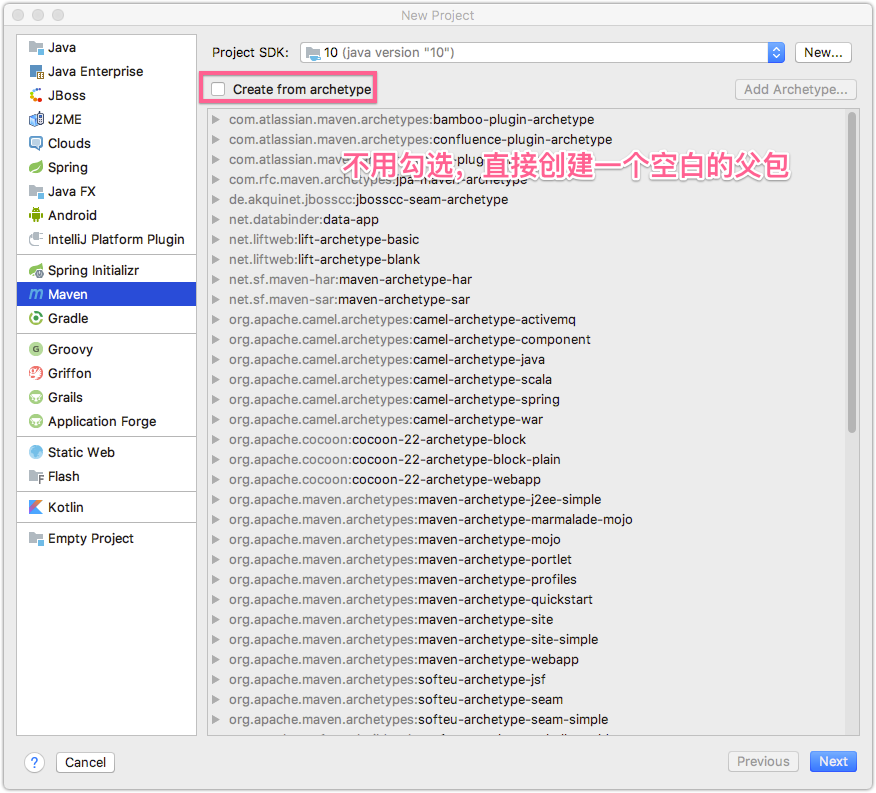 New Project
Java
Java Enterprise
JBoss
J2ME
Clouds
Spring
Java FX
Android
IntelliJ Platform Plugin
Spring Initializr
Maven
Gradle
Groovy
Griffon
Grails
Application Forge
Static Web
Flash
Kotlin
Empty Project
Project SDK: 10 (java version "10") New...
Create from archetype Add Archetype...
com.atlassian.maven.archetypes:bamboo-plugin-archetype
com.atlassian.maven.archetypes:confluence-plugin-archetype
com.atlassian.maven.archetypes:
不用勾选，直接创建一个空白的父包
com.rfc.maven.archetypes:jpa-maven-archetype
de.akquinet.jbosscc:jbosscc-seam-archetype
net.databinder:data-app
net.liftweb:lift-archetype-basic
net.liftweb:lift-archetype-blank
net.sf.maven-har:maven-archetype-har
net.sf.maven-sar:maven-archetype-sar
org.apache.camel.archetypes:camel-archetype-activemq
org.apache.camel.archetypes:camel-archetype-component
org.apache.camel.archetypes:camel-archetype-java
org.apache.camel.archetypes:camel-archetype-scala
org.apache.camel.archetypes:camel-archetype-spring
org.apache.camel.archetypes:camel-archetype-war
org.apache.cocoon:cocoon-22-archetype-block
org.apache.cocoon:cocoon-22-archetype-block-plain
org.apache.cocoon:cocoon-22-archetype-webapp
org.apache.maven.archetypes:maven-archetype-j2ee-simple
org.apache.maven.archetypes:maven-archetype-marmalade-mojo
org.apache.maven.archetypes:maven-archetype-mojo
org.apache.maven.archetypes:maven-archetype-portlet
org.apache.maven.archetypes:maven-archetype-profiles
org.apache.maven.archetypes:maven-archetype-quickstart
org.apache.maven.archetypes:maven-archetype-site
org.apache.maven.archetypes:maven-archetype-site-simple
org.apache.maven.archetypes:maven-archetype-webapp
org.apache.maven.archetypes:softeu-archetype-jsf
org.apache.maven.archetypes:softeu-archetype-seam
org.apache.maven.archetypes:softeu-archetype-seam-simple
? Cancel Previous Next